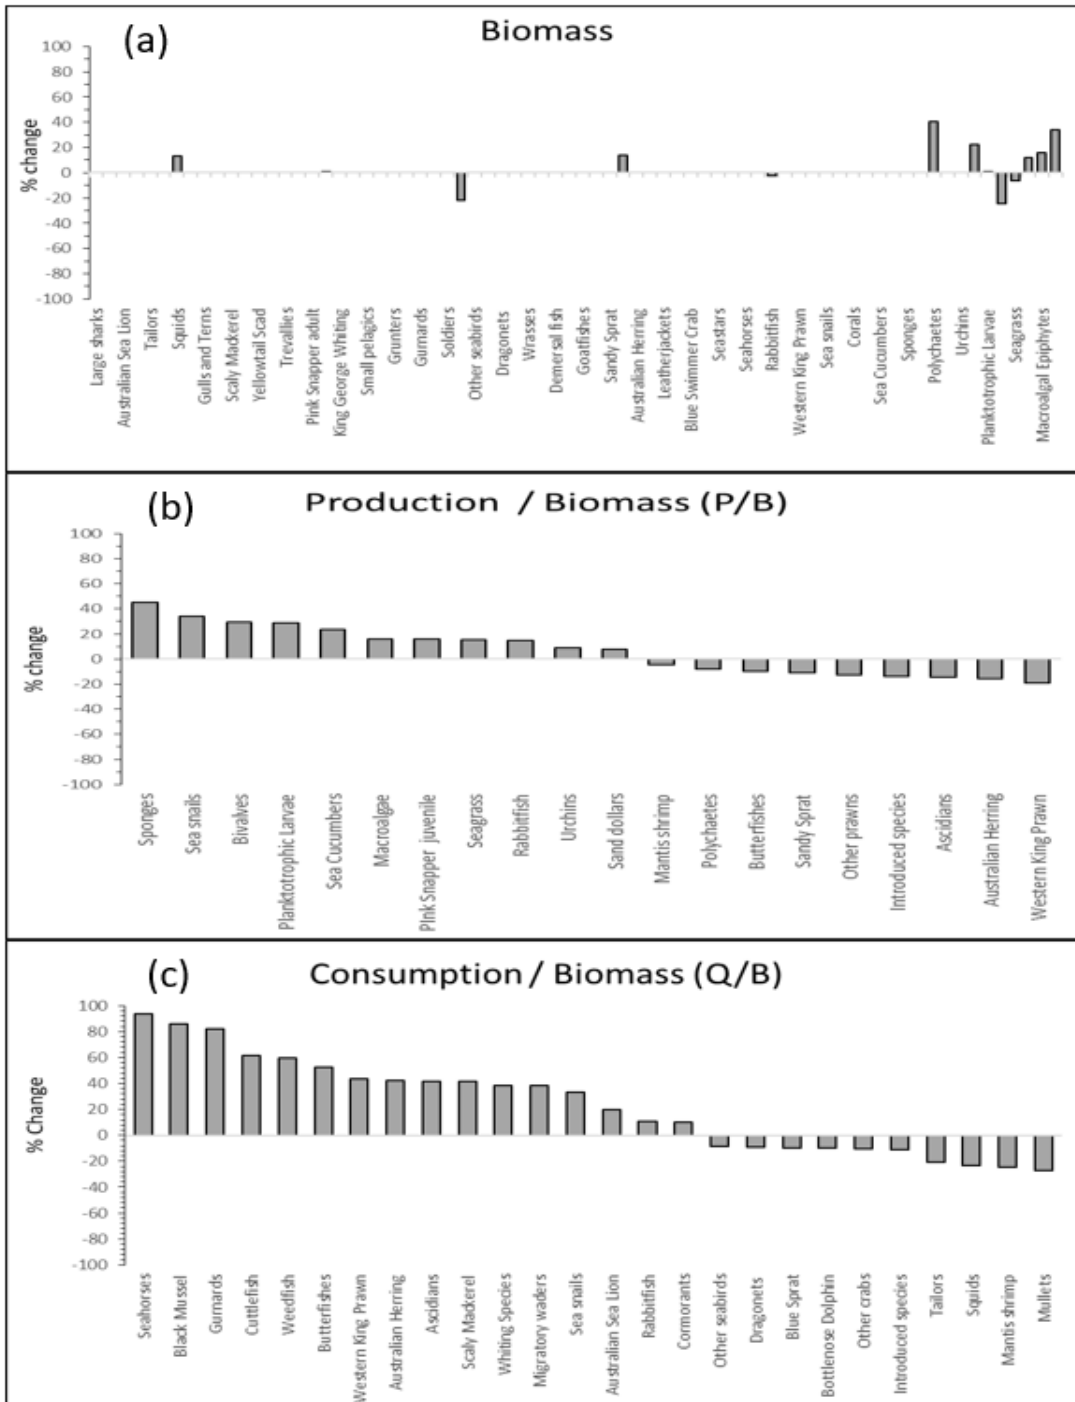 (a)
Biomass
% change
100
80
60
40
20
0
-20
-40
-60
-80
-100
Large sharks
Australian Sea Lion
Tailors
Squids
Gulls and Terns
Scaly Mackerel
Yellowtail Scad
Trevallies
Pink Snapper adult
King George Whiting
Small pelagics
Grunters
Gurnards
Soldiers
Other seabirds
Dragonets
Wrasses
Demersal fish
Goatfishes
Sandy Sprat
Australian Herring
Leatherjackets
Blue Swimmer Crab
Seastars
Seahorses
Rabbitfish
Western King Prawn
Sea snails
Corals
Sea Cucumbers
Sponges
Polychaetes
Urchins
Planktotrophic Larvae
Seagrass
Macroalgal Epiphytes
(b)
Production / Biomass (P/B)
% change
100
80
60
40
20
0
-20
-40
-60
-80
-100
Sponges
Sea snails
Bivalves
Planktotrophic Larvae
Sea Cucumbers
Macroalgae
PInk Snapper juvenile
Seagrass
Rabbitfish
Urchins
Sand dollars
Mantis shrimp
Polychaetes
Butterfishes
Sandy Sprat
Other prawns
Introduced species
Ascidians
Australian Herring
Western King Prawn
(c)
Consumption / Biomass (Q/B)
% Change
100
80
60
40
20
0
-20
-40
-60
-80
-100
Seahorses
Black Mussel
Gurnards
Cuttlefish
Weedfish
Butterfishes
Western King Prawn
Australian Herring
Ascidians
Scaly Mackerel
Whiting Species
Migratory waders
Sea snails
Australian Sea Lion
Rabbitfish
Cormorants
Other seabirds
Dragonets
Blue Sprat
Bottlenose Dolphin
Other crabs
Introduced species
Tailors
Squids
Mantis shrimp
Mullets